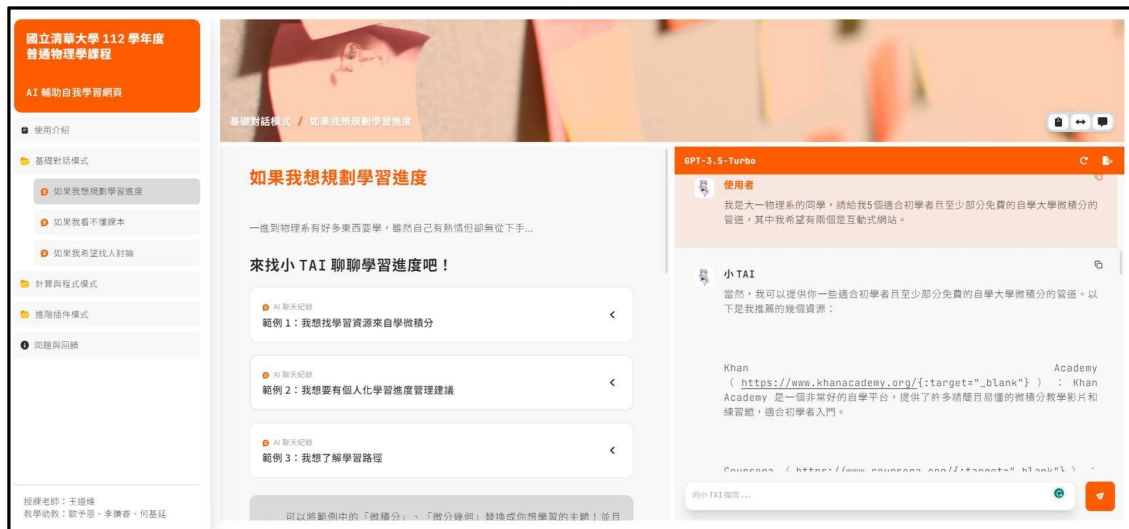 國立清華大學 112 學年度
普通物理學課程
AI 輔助自我學習網頁
使用介紹
基礎對話模式
如果我想規劃學習進度
如果我看不懂課本
如果我希望找人討論
計算與程式模式
進階插件模式
問題與回饋
授課老師：王道維
教學助教：歐予恩、李謙睿、何基廷
基礎對話模式 / 如果我想規劃學習進度
如果我想規劃學習進度
一進到物理系有好多東西要學，雖然自己有熱情但卻無從下手...
來找小 TAI 聊聊學習進度吧！
AI 聊天紀錄
範例 1：我想找學習資源來自學微積分
AI 聊天紀錄
範例 2：我想要有個人化學習進度管理建議
AI 聊天紀錄
範例 3：我想了解學習路徑
可以將範例中的「微積分」、「微分幾何」替換成你想學習的主題！並且
GPT-3.5-Turbo
使用者
我是大一物理系的同學，請給我5個適合初學者且至少部分免費的自學大學微積分的
管道，其中我希望有兩個是互動式網站。
小 TAI
當然，我可以提供你一些適合初學者且至少部分免費的自學大學微積分的管道。以
下是我推薦的幾個資源：
Khan Academy
( https://www.khanacademy.org/{:target="_blank"} ) ：Khan
Academy 是一個非常好的自學平台，提供了許多精簡且易懂的微積分教學影片和
練習題，適合初學者入門。
Coursera ( https://www.coursera.org/{:target="_blank"} ) ：
向小TAI提問...